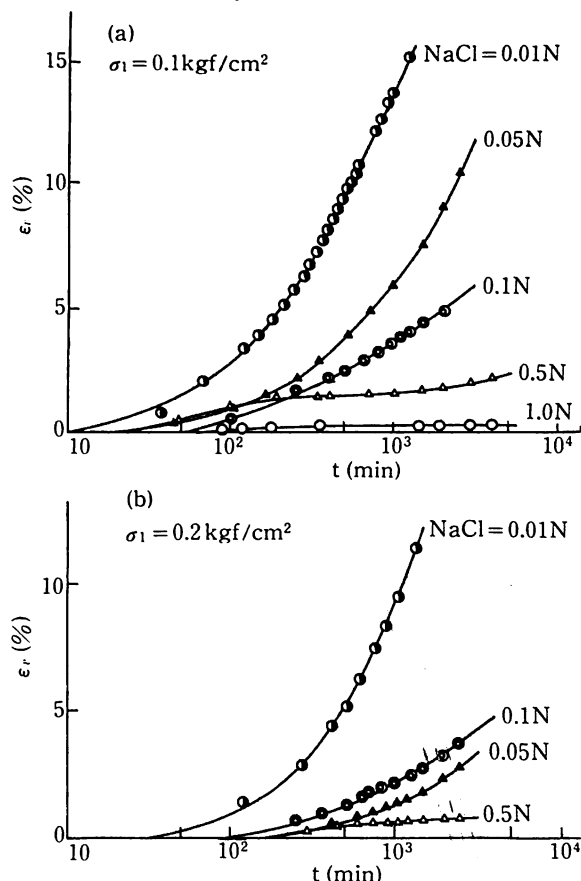 (a)
σ1 = 0.1kgf/cm²
NaCl=0.01N
0.05N
0.1N
0.5N
1.0N
15
10
5
0
εr (%)
10
10²
10³
10⁴
t (min)
(b)
σ1 = 0.2kgf/cm²
NaCl=0.01N
0.1N
0.05N
0.5N
10
5
0
εr (%)
10
10²
10³
10⁴
t (min)